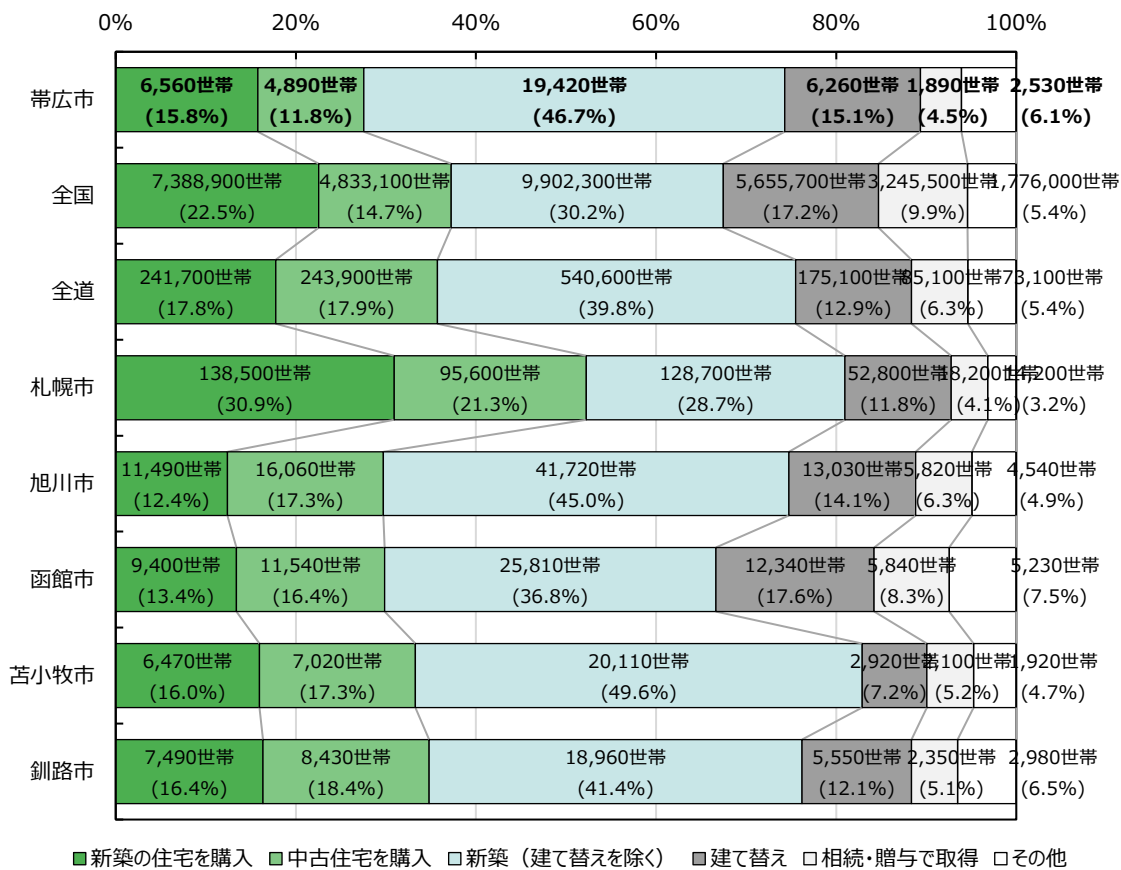 0% 20% 40% 60% 80% 100%
帯広市 6,560世帯 4,890世帯 19,420世帯 6,260世帯 1,890世帯 2,530世帯
(15.8%) (11.8%) (46.7%) (15.1%) (4.5%) (6.1%)
全国 7,388,900世帯 4,833,100世帯 9,902,300世帯 5,655,700世帯 3,245,500世帯 1,776,000世帯
(22.5%) (14.7%) (30.2%) (17.2%) (9.9%) (5.4%)
全道 241,700世帯 243,900世帯 540,600世帯 175,100世帯 85,100世帯 73,100世帯
(17.8%) (17.9%) (39.8%) (12.9%) (6.3%) (5.4%)
札幌市 138,500世帯 95,600世帯 128,700世帯 52,800世帯 18,200世帯 14,200世帯
(30.9%) (21.3%) (28.7%) (11.8%) (4.1%) (3.2%)
旭川市 11,490世帯 16,060世帯 41,720世帯 13,030世帯 5,820世帯 4,540世帯
(12.4%) (17.3%) (45.0%) (14.1%) (6.3%) (4.9%)
函館市 9,400世帯 11,540世帯 25,810世帯 12,340世帯 5,840世帯 5,230世帯
(13.4%) (16.4%) (36.8%) (17.6%) (8.3%) (7.5%)
苫小牧市 6,470世帯 7,020世帯 20,110世帯 2,920世帯 2,100世帯 1,920世帯
(16.0%) (17.3%) (49.6%) (7.2%) (5.2%) (4.7%)
釧路市 7,490世帯 8,430世帯 18,960世帯 5,550世帯 2,350世帯 2,980世帯
(16.4%) (18.4%) (41.4%) (12.1%) (5.1%) (6.5%)
新築の住宅を購入 中古住宅を購入 新築（建て替えを除く） 建て替え 相続・贈与で取得 その他